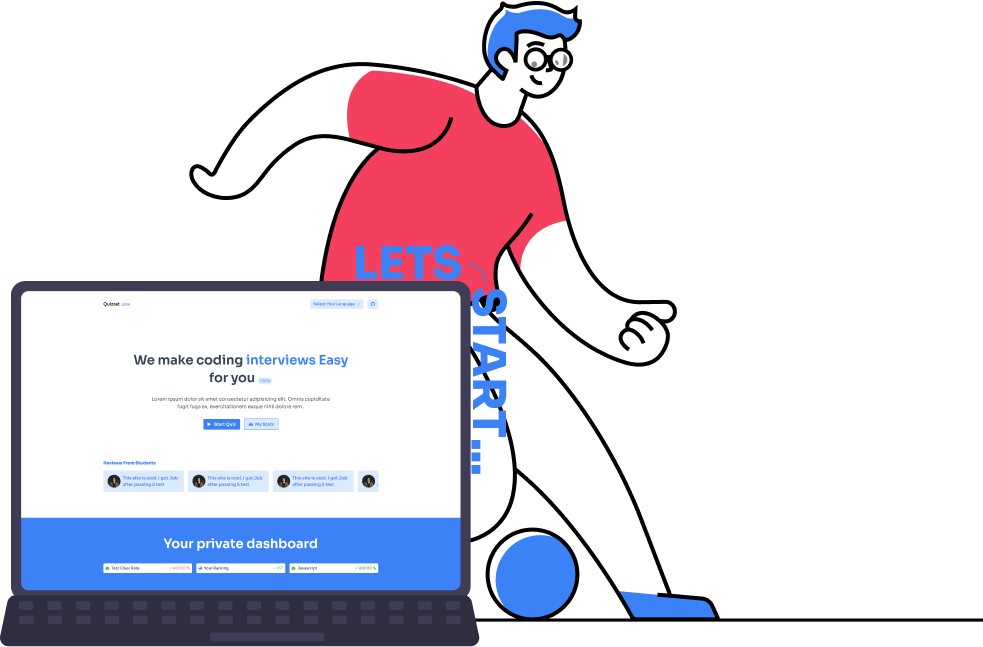 LETS
START...
Quizzet .com
Select Your Language
We make coding interviews Easy
for you
Lorem ipsum dolor sit amet consectetur adipisicing elit. Omnis cupiditate
fugit fuga ex, exercitationem eaque nihil dolore rem.
Start Quiz
My Stats
Reviews From Students
This site is cool. I got Job
after passing 5 test
This site is cool. I got Job
after passing 5 test
This site is cool. I got Job
after passing 5 test
Your private dashboard
Test Clear Rate
Your Ranking
Javascript